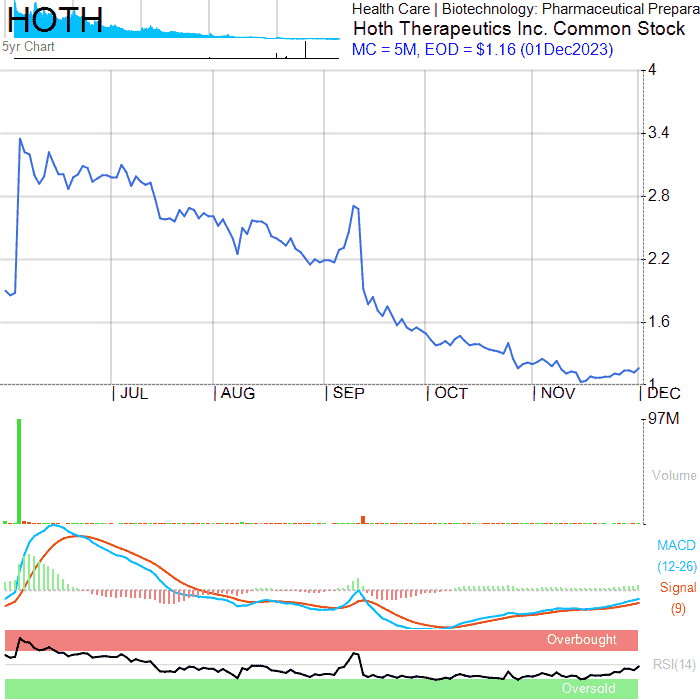 HOTH
Health Care | Biotechnology: Pharmaceutical Prepara
Hoth Therapeutics Inc. Common Stock
5yr Chart
MC = 5M, EOD = $1.16 (01Dec2023)
4
3.4
2.8
2.2
1.6
1
| JUL | AUG | SEP | OCT | NOV | DEC
97M
Volume
MACD
(12-26)
Signal
(9)
Overbought
RSI(14)
Oversold